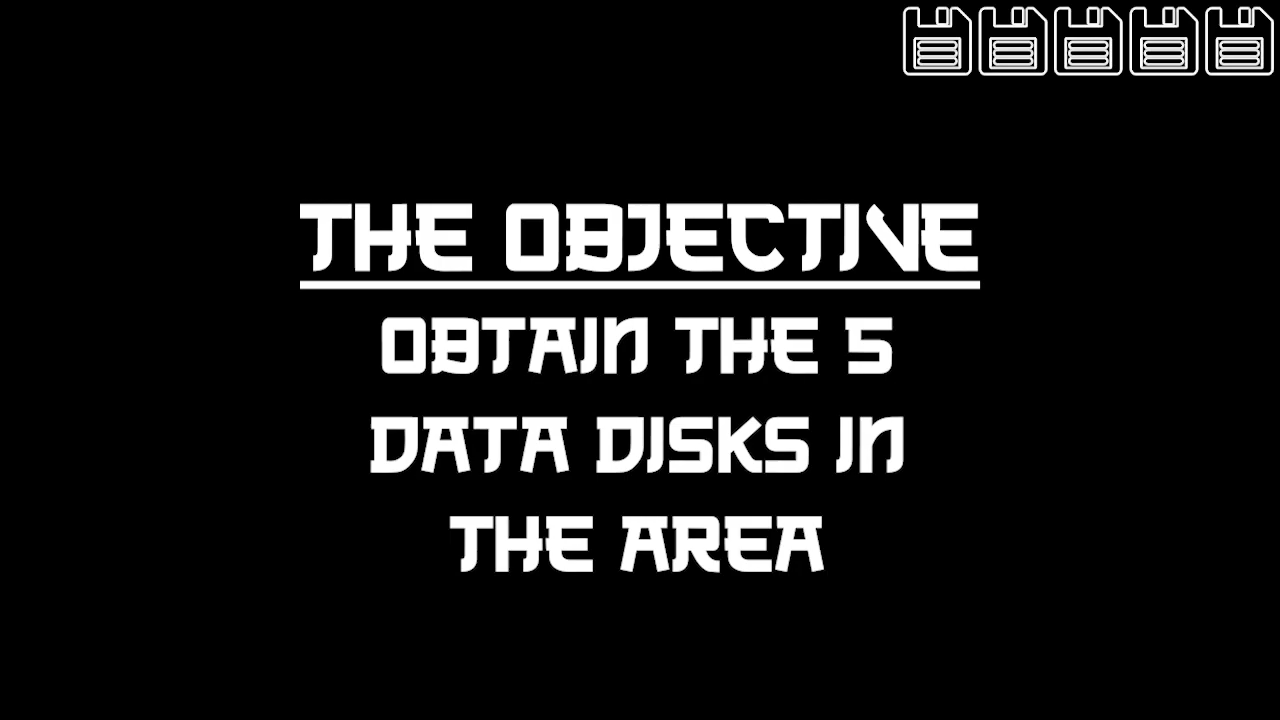 THE OBJECTIVE
OBTAIN THE 5
DATA DISKS IN
THE AREA